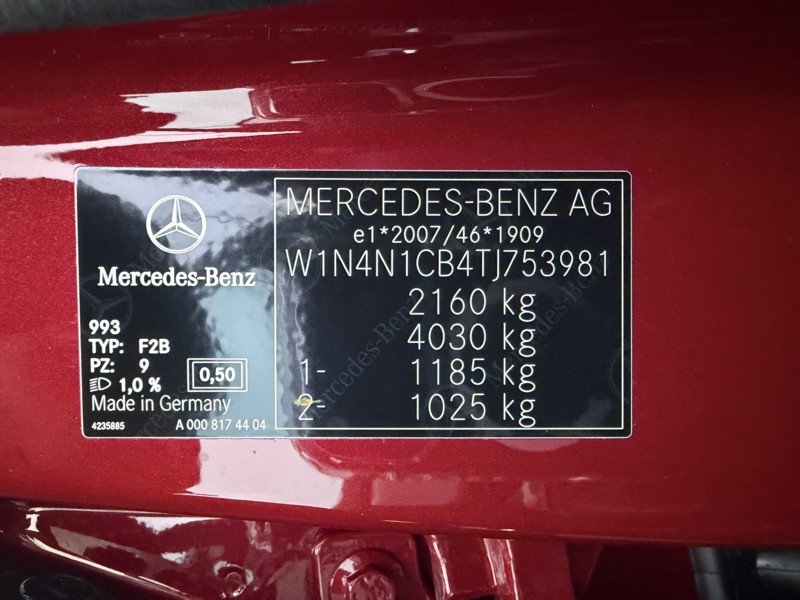 Mercedes-Benz
993
TYP: F2B
PZ: 9
1,0 %
0,50
Made in Germany
4235885
A 000 817 44 04
MERCEDES-BENZ AG
e1*2007/46*1909
W1N4N1CB4TJ753981
2160 kg
4030 kg
1- 1185 kg
2- 1025 kg